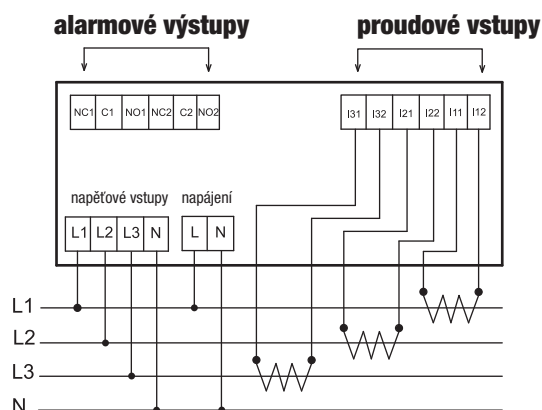 alarmové výstupy proudové vstupy
NC1 C1 NO1 NC2 C2 NO2 I31 I32 I21 I22 I11 I12
napěťové vstupy napájení
L1 L2 L3 N L N
L1
L2
L3
N